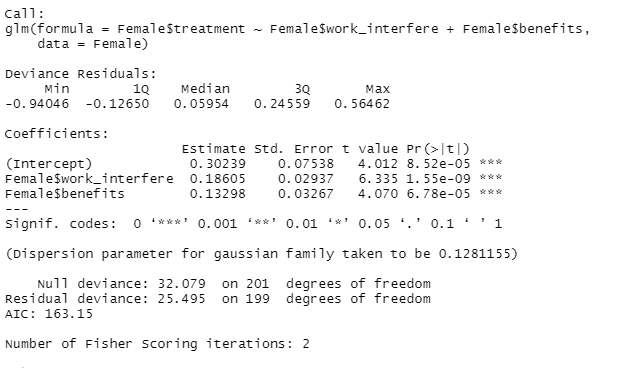 Call:
glm(formula = Female$treatment ~ Female$work_interfere + Female$benefits,
    data = Female)
Deviance Residuals:
     Min       1Q   Median       3Q      Max
-0.94046 -0.12650  0.05954  0.24559  0.56462
Coefficients:
                      Estimate Std. Error t value Pr(>|t|)
(Intercept)            0.30239    0.07538   4.012 8.52e-05 ***
Female$work_interfere  0.18605    0.02937   6.335 1.55e-09 ***
Female$benefits        0.13298    0.03267   4.070 6.78e-05 ***
---
Signif. codes:  0 ‘***’ 0.001 ‘**’ 0.01 ‘*’ 0.05 ‘.’ 0.1 ‘ ’ 1
(Dispersion parameter for gaussian family taken to be 0.1281155)
    Null deviance: 32.079  on 201  degrees of freedom
Residual deviance: 25.495  on 199  degrees of freedom
AIC: 163.15
Number of Fisher Scoring iterations: 2